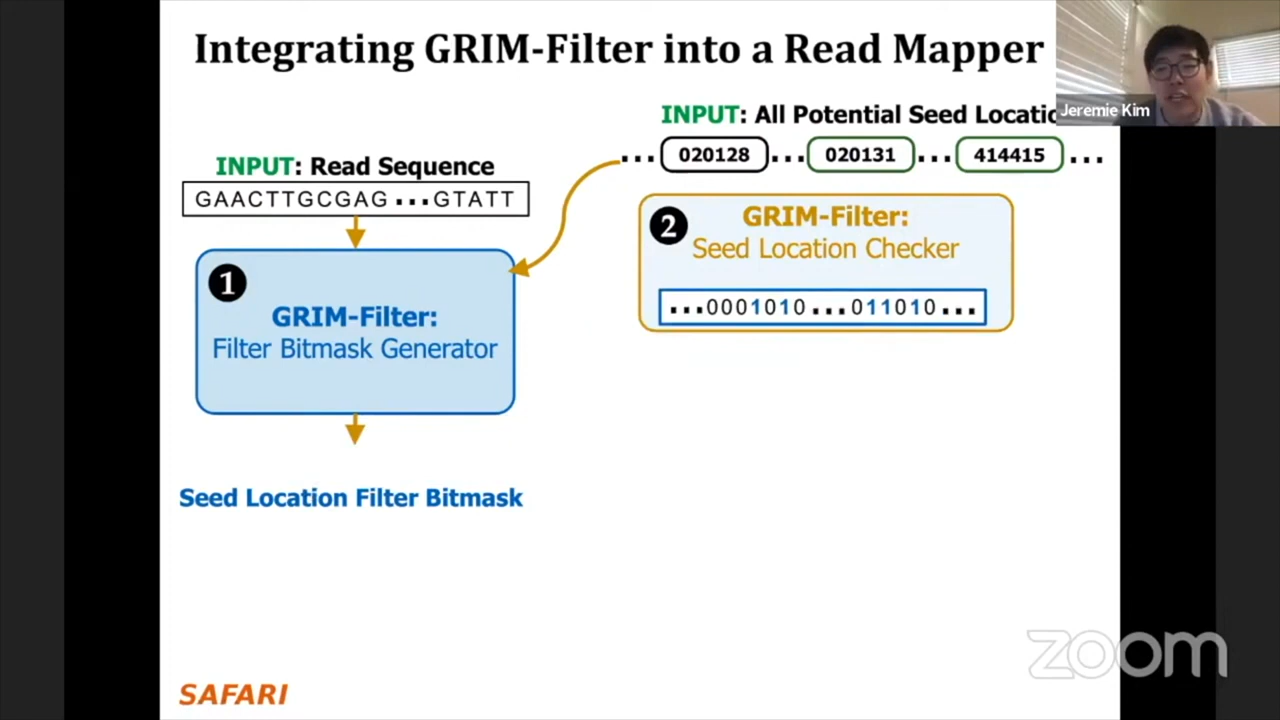 Integrating GRIM-Filter into a Read Mapper
Jeremie Kim
INPUT: All Potential Seed Locatio
... 020128 ... 020131 ... 414415 ...
INPUT: Read Sequence
GAACTTGCGAG ...GTATT
2
GRIM-Filter:
Seed Location Checker
...0001010 ...011010 ...
1
GRIM-Filter:
Filter Bitmask Generator
Seed Location Filter Bitmask
SAFARI
zoom